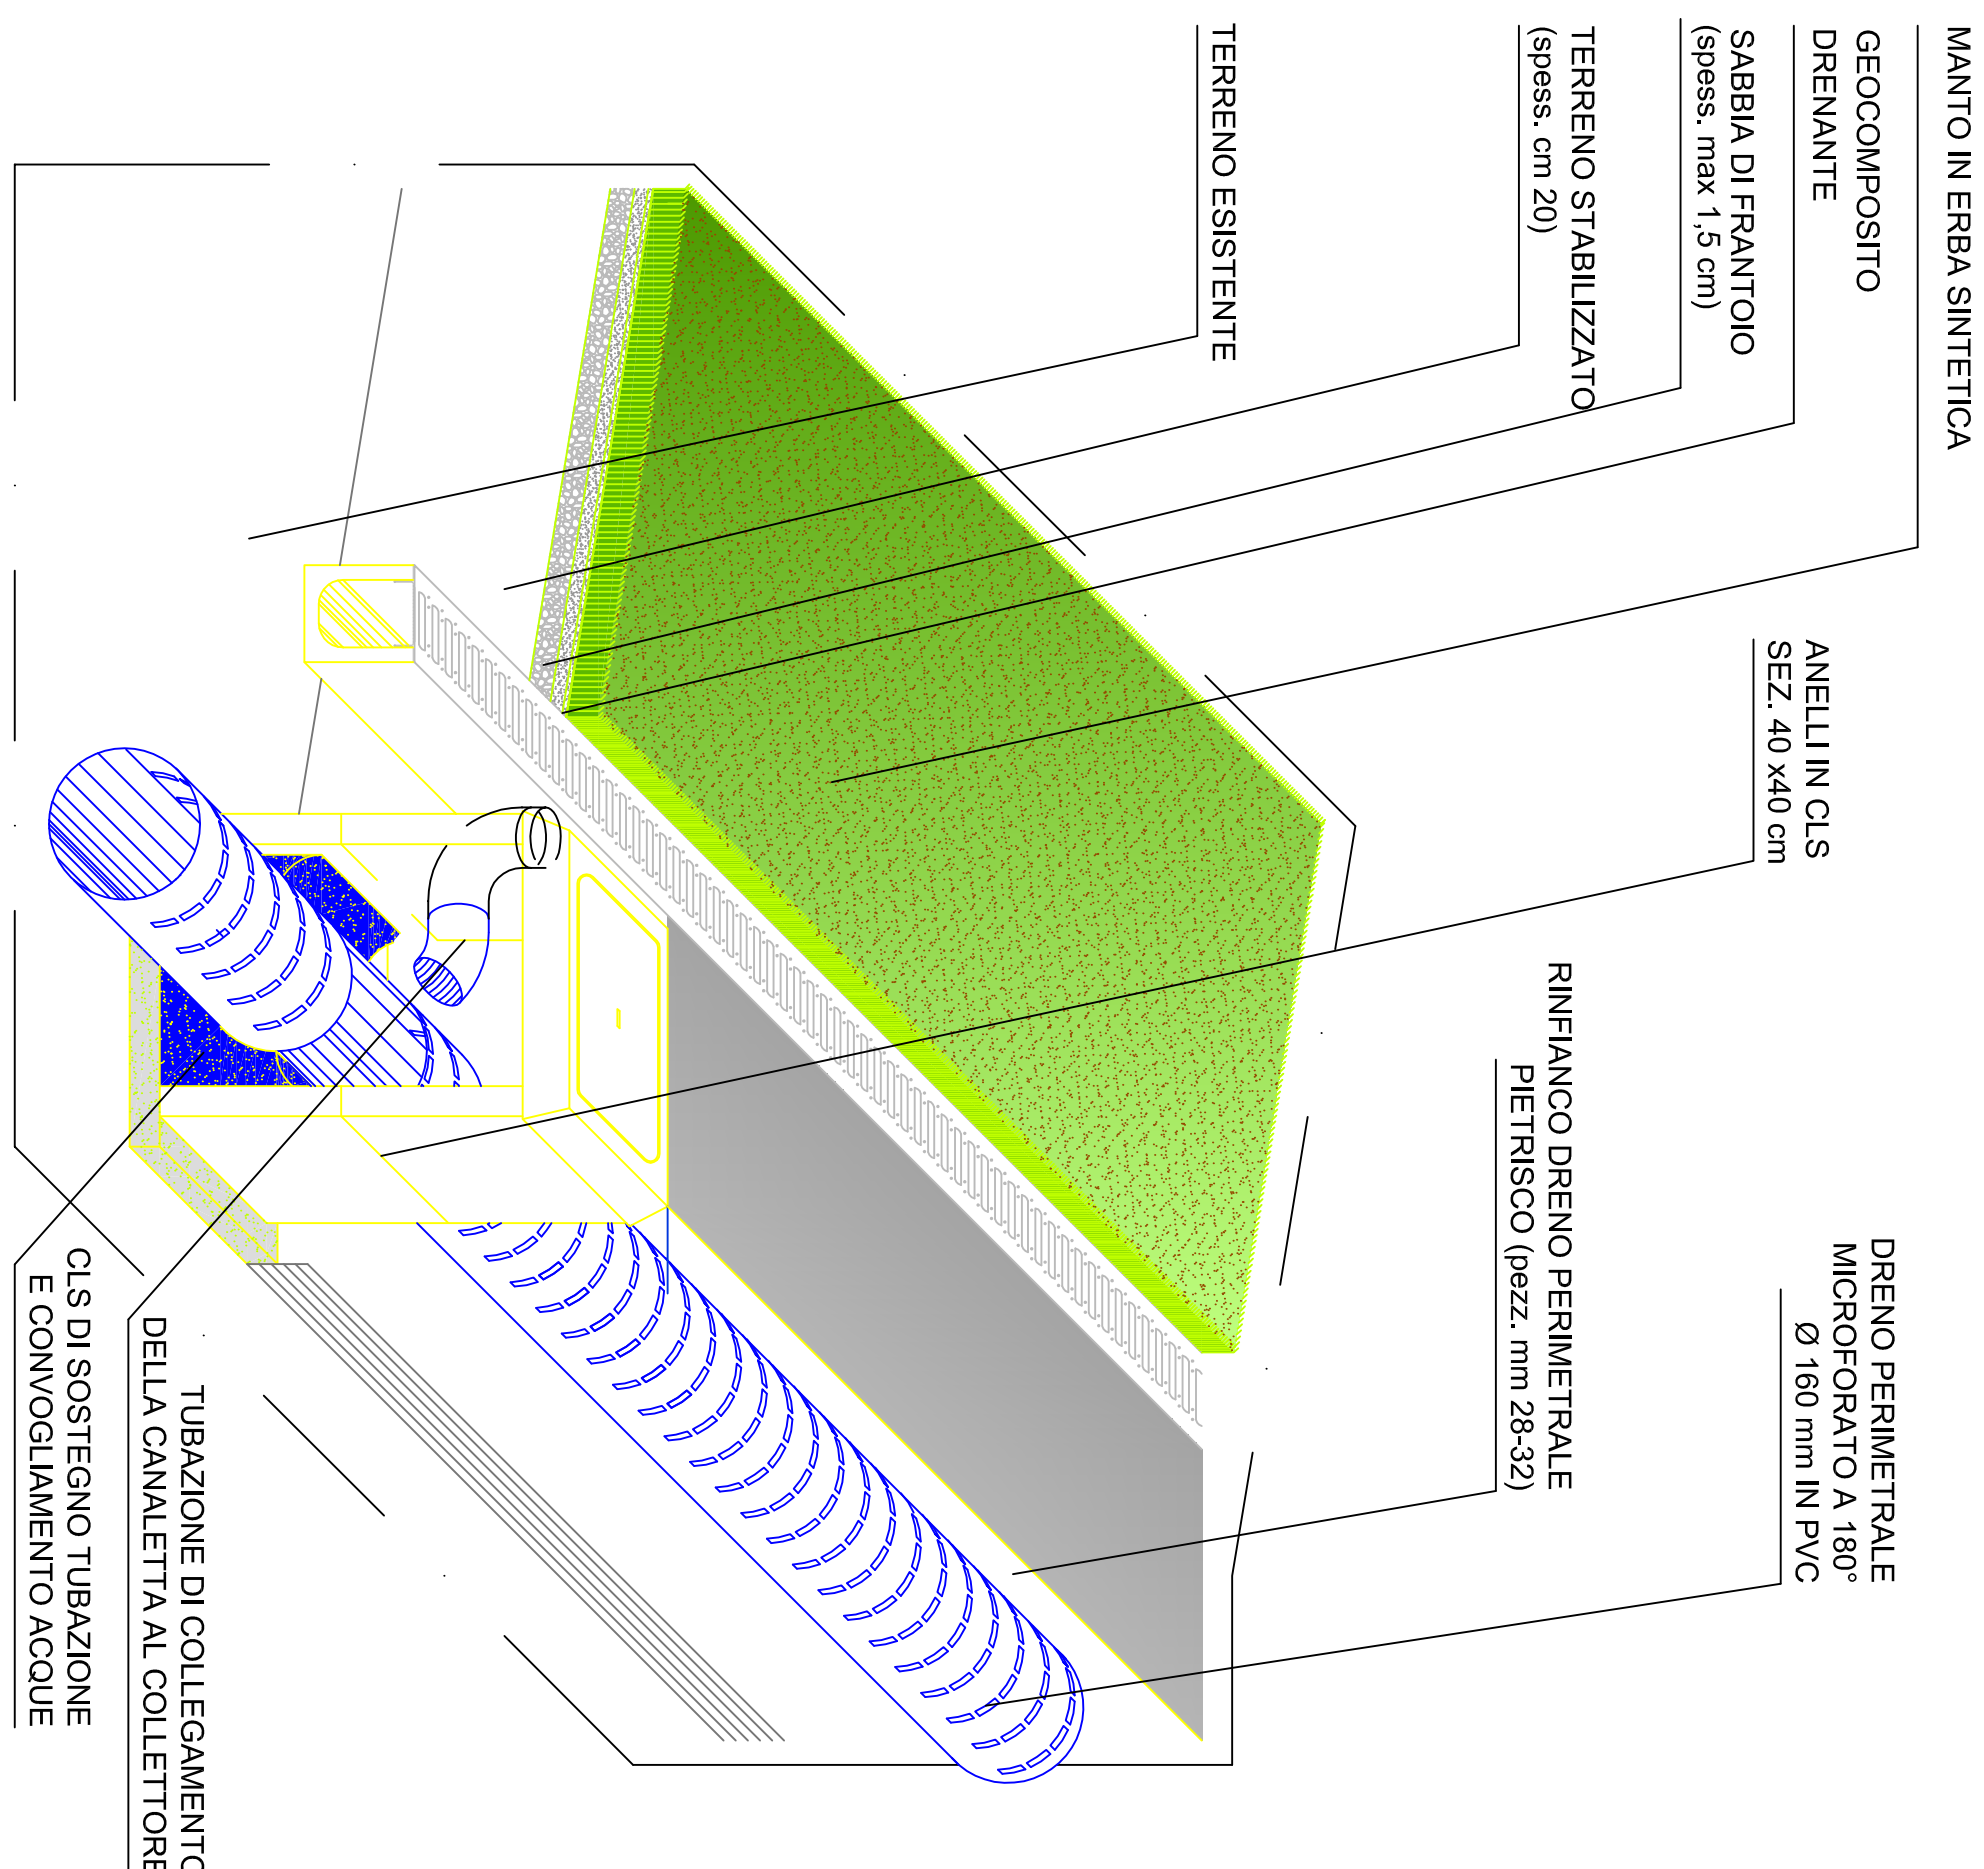 MANTO IN ERBA SINTETICA
GEOCOMPOSITO
DRENANTE
SABBIA DI FRANTOIO
(spess. max 1,5 cm)
TERRENO STABILIZZATO
(spess. cm 20)
TERRENO ESISTENTE
ANELLI IN CLS
SEZ. 40 x40 cm
RINFIANCO DRENO PERIMETRALE
PIETRISCO (pezz. mm 28-32)
DRENO PERIMETRALE
MICROFORATO A 180°
Ø 160 mm IN PVC
TUBAZIONE DI COLLEGAMENTO
DELLA CANALETTA AL COLLETTORE
CLS DI SOSTEGNO TUBAZIONE
E CONVOGLIAMENTO ACQUE